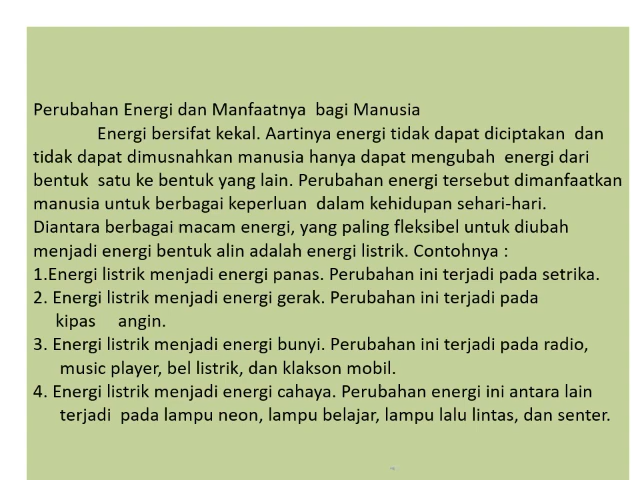 Perubahan Energi dan Manfaatnya bagi Manusia
Energi bersifat kekal. Aartinya energi tidak dapat diciptakan dan
tidak dapat dimusnahkan manusia hanya dapat mengubah energi dari
bentuk satu ke bentuk yang lain. Perubahan energi tersebut dimanfaatkan
manusia untuk berbagai keperluan dalam kehidupan sehari-hari.
Diantara berbagai macam energi, yang paling fleksibel untuk diubah
menjadi energi bentuk alin adalah energi listrik. Contohnya :
1.Energi listrik menjadi energi panas. Perubahan ini terjadi pada setrika.
2. Energi listrik menjadi energi gerak. Perubahan ini terjadi pada
kipas angin.
3. Energi listrik menjadi energi bunyi. Perubahan ini terjadi pada radio,
music player, bel listrik, dan klakson mobil.
4. Energi listrik menjadi energi cahaya. Perubahan energi ini antara lain
terjadi pada lampu neon, lampu belajar, lampu lalu lintas, dan senter.